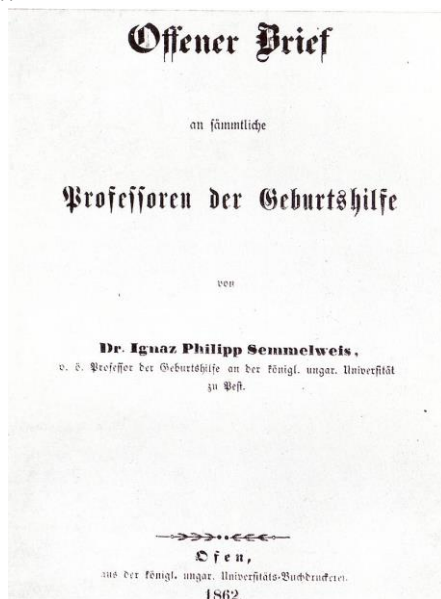 Offener Brief
an sämmtliche
Professoren der Geburtshilfe
von
Dr. Ignaz Philipp Semmelweis,
o. ö. Professor der Geburtshilfe an der königl. ungar. Universität
zu Pest.
Ofen,
aus der königl. ungar. Universitäts-Buchdruckerei.
1862